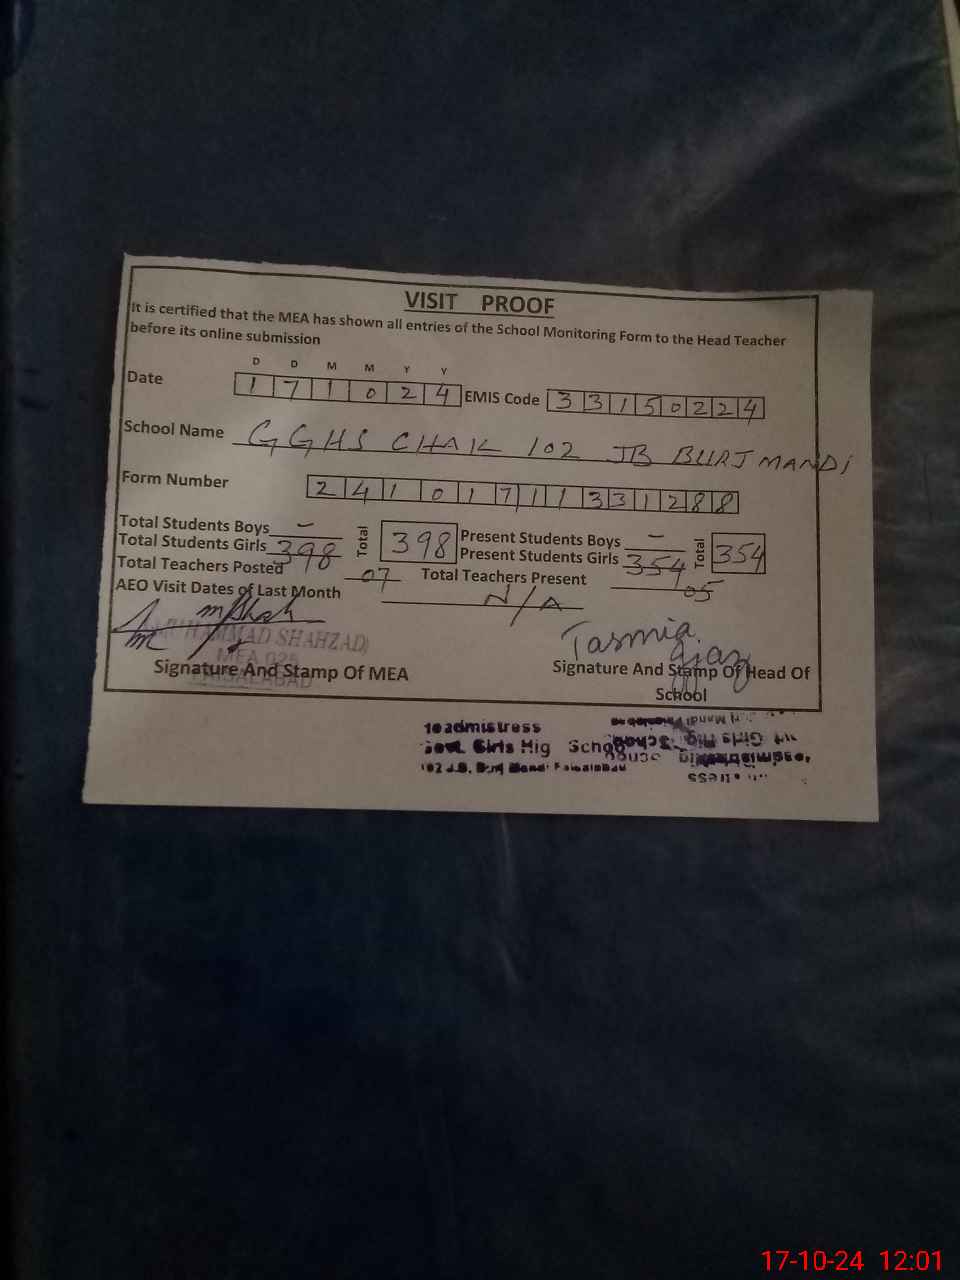 VISIT PROOF
It is certified that the MEA has shown all entries of the School Monitoring Form to the Head Teacher
before its online submission
D D M M Y Y
Date 1 7 1 0 2 4 EMIS Code 3 3 1 5 0 2 2 4
School Name GGHS CHAK 102 JB BURJ MANDI
Form Number 2 4 1 0 1 7 1 1 3 3 1 2 8 8
Total Students Boys – Total 398 Present Students Boys – Total 354
Total Students Girls 398 Present Students Girls 354
Total Teachers Posted 07 Total Teachers Present 05
AEO Visit Dates of Last Month N/A
MUHAMMAD SHAHZAD
MEA 025
FAISALABAD
Tasmia
Signature And Stamp Of MEA
Signature And Stamp Of Head Of
School
Govt. Girls Hig School
102 J.B. Burj Mandi Faisalabad
17-10-24 12:01